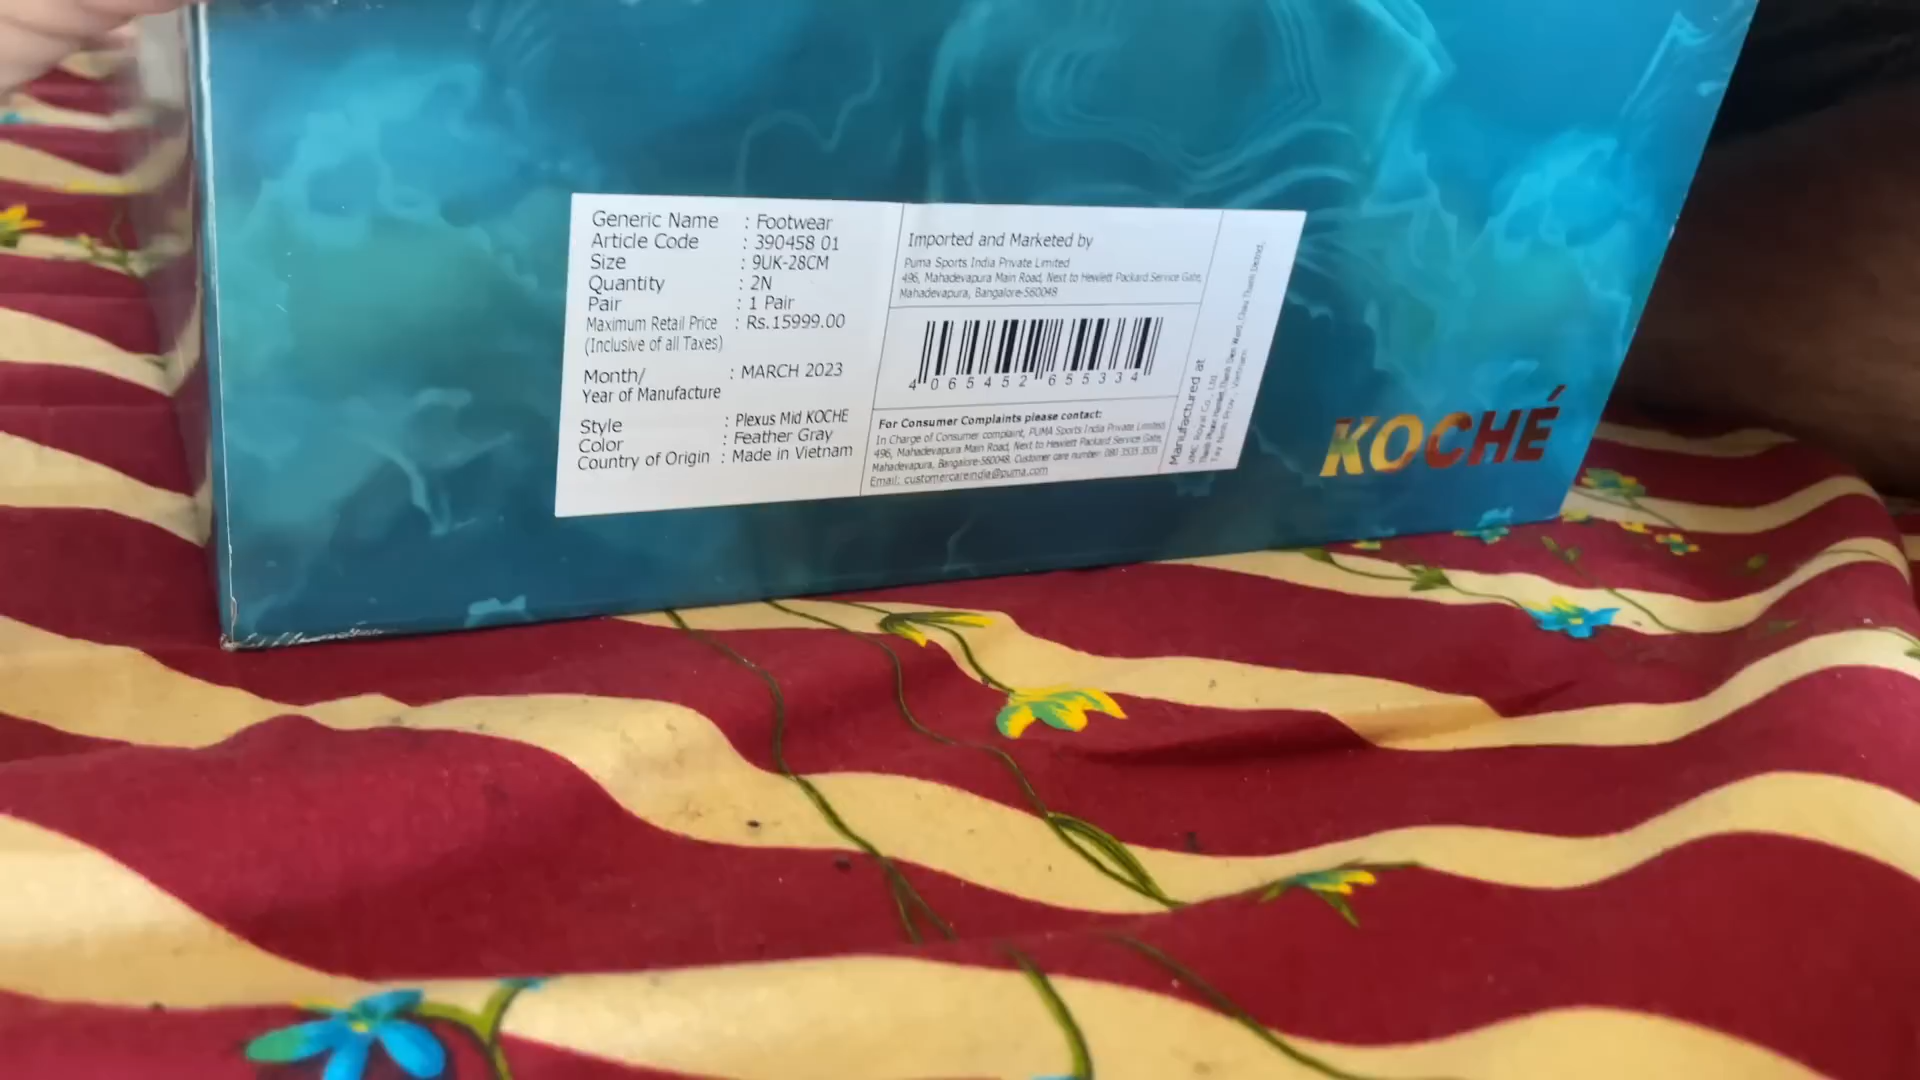 Generic Name : Footwear
Article Code : 390458 01
Size : 9UK-28CM
Quantity : 2N
Pair : 1 Pair
Maximum Retail Price : Rs.15999.00
(Inclusive of all Taxes)
Month/ : MARCH 2023
Year of Manufacture
Style : Plexus Mid KOCHE
Color : Feather Gray
Country of Origin : Made in Vietnam
Imported and Marketed by
Puma Sports India Private Limited
496, Mahadevapura Main Road, Next to Hewlett Packard Service Gate,
Mahadevapura, Bangalore-560048
4 065452 655334
For Consumer Complaints please contact:
In Charge of Consumer complaint, PUMA Sports India Private Limited
496, Mahadevapura Main Road, Next to Hewlett Packard Service Gate,
Mahadevapura, Bangalore-560048. Customer care number: 080 3535 3535
Email: customercareindia@puma.com
Manufactured at
KOCHÉ